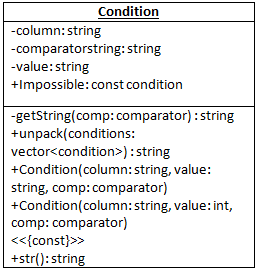 Condition
-column: string
-comparatorstring: string
-value: string
+Impossible: const condition
-getString(comp: comparator) : string
+unpack(conditions:
vector<condition>) : string
+Condition(column: string, value:
string, comp: comparator)
+Condition(column: string, value: int,
comp: comparator)
<<{const}>>
+str(): string